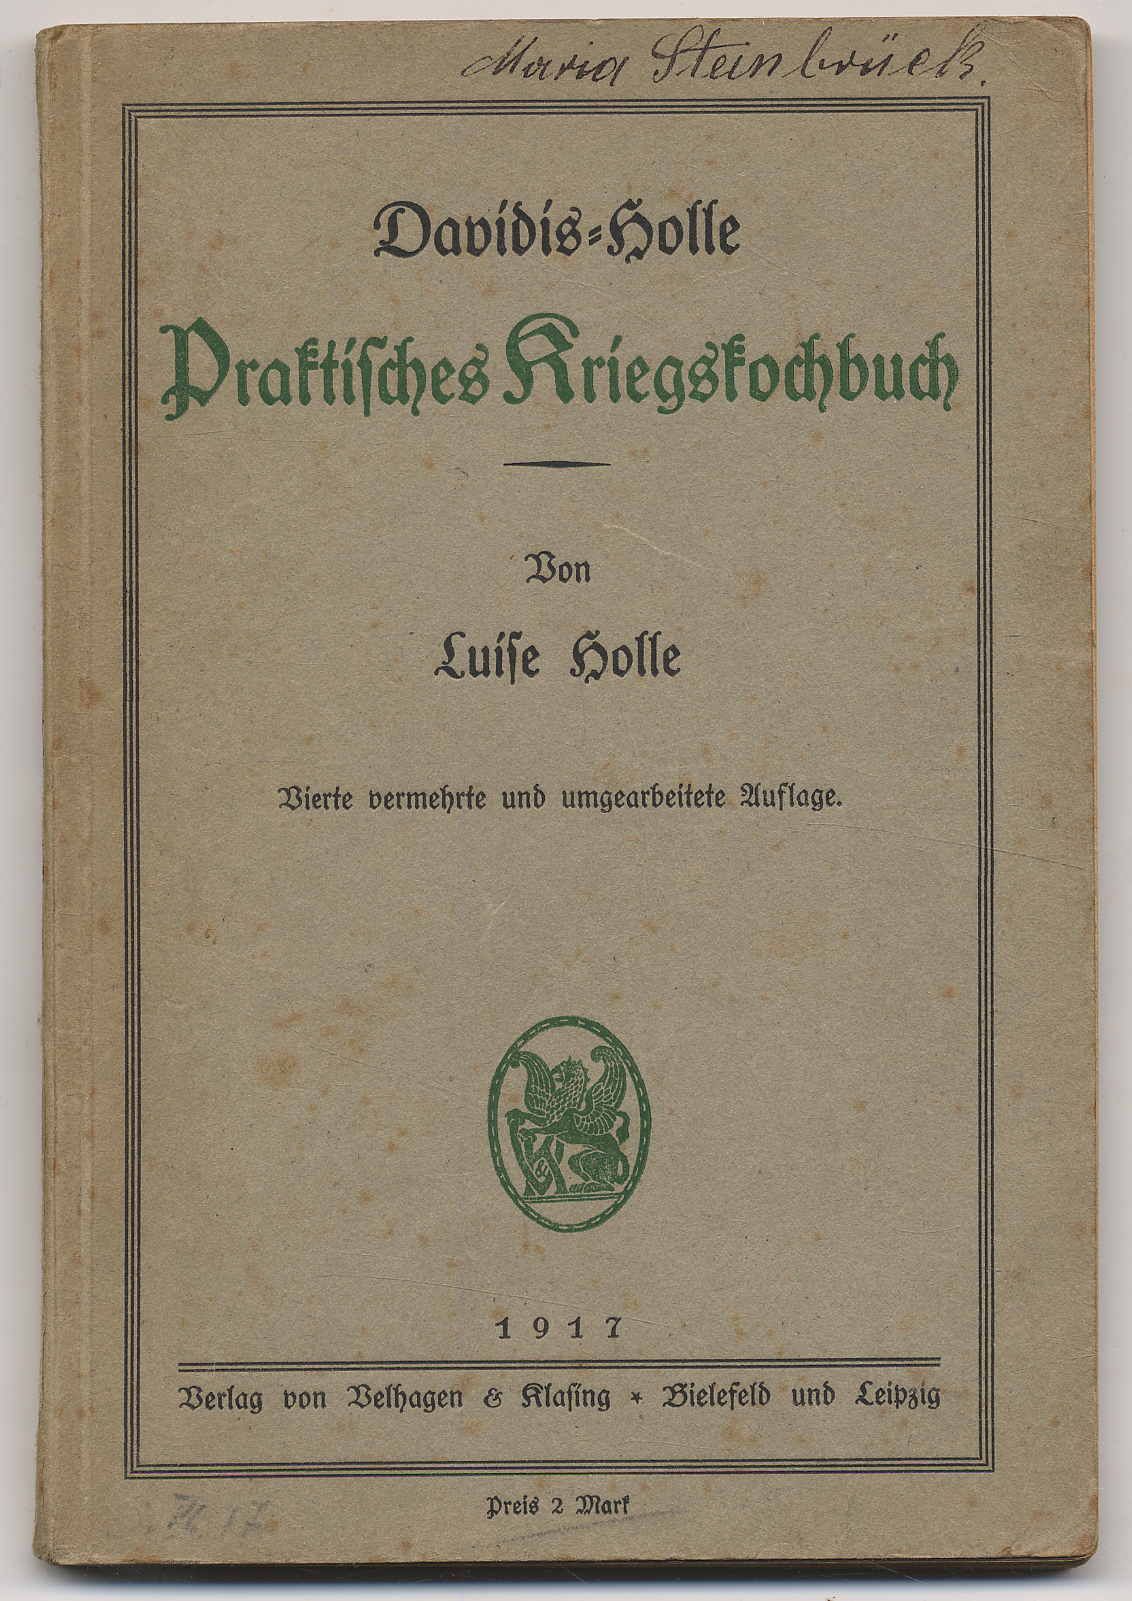 Maria Steinbrück.
Davidis=Holle
Praktisches Kriegskochbuch
Von
Luise Holle
Vierte vermehrte und umgearbeitete Auflage.
V & K
1917
Verlag von Velhagen & Klasing * Bielefeld und Leipzig
Preis 2 Mark